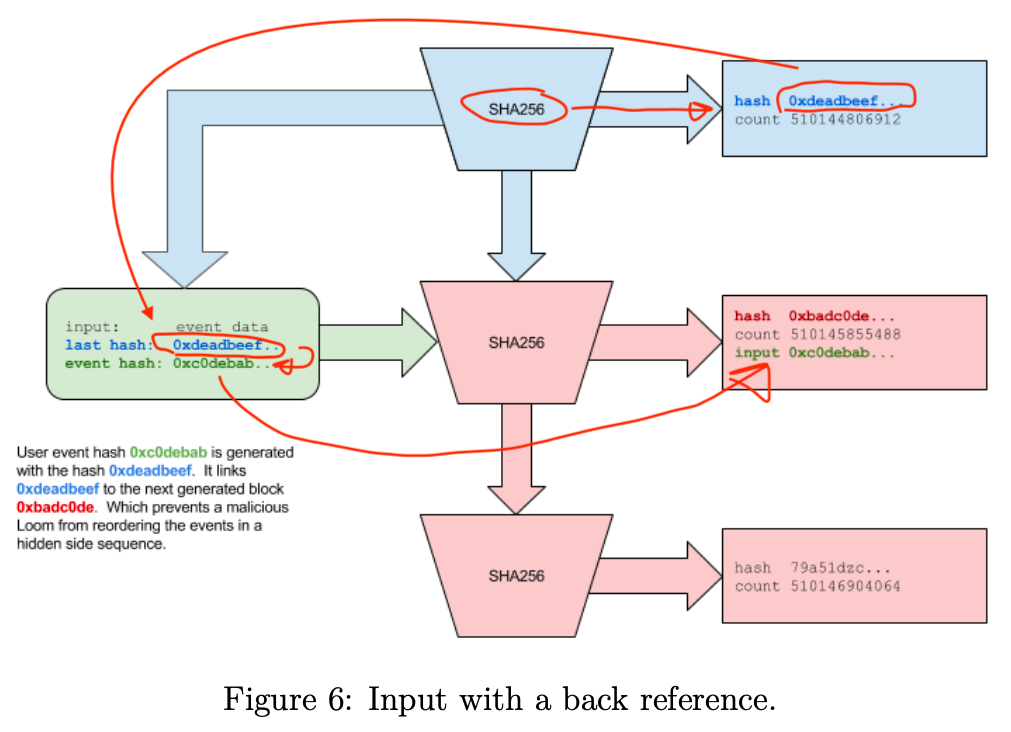 SHA256
hash 0xdeadbeef...
count 510144806912
input: event data
last hash: 0xdeadbeef..
event hash: 0xc0debab...
SHA256
hash 0xbadc0de...
count 510145855488
input 0xc0debab...
User event hash 0xc0debab is generated
with the hash 0xdeadbeef. It links
0xdeadbeef to the next generated block
0xbadc0de. Which prevents a malicious
Loom from reordering the events in a
hidden side sequence.
SHA256
hash 79a51dzc...
count 510146904064
Figure 6: Input with a back reference.